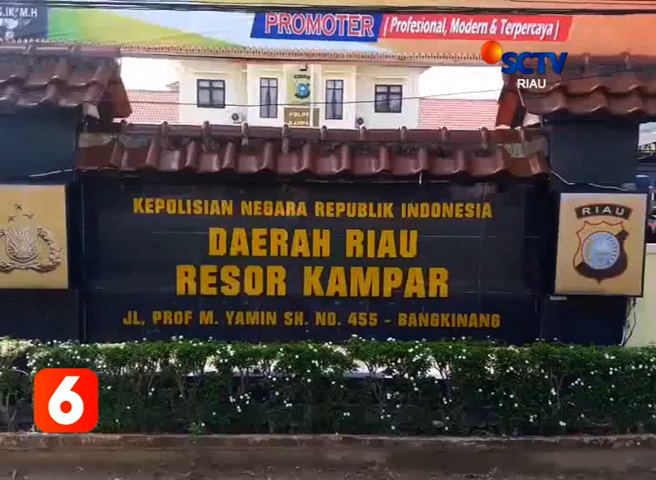 .IK, M.H
PROMOTER [Profesional, Modern & Terpercaya]
SCTV
RIAU
KEPOLISIAN NEGARA REPUBLIK INDONESIA
DAERAH RIAU
RESOR KAMPAR
JL. PROF M. YAMIN SH. NO. 455 - BANGKINANG
RIAU
6